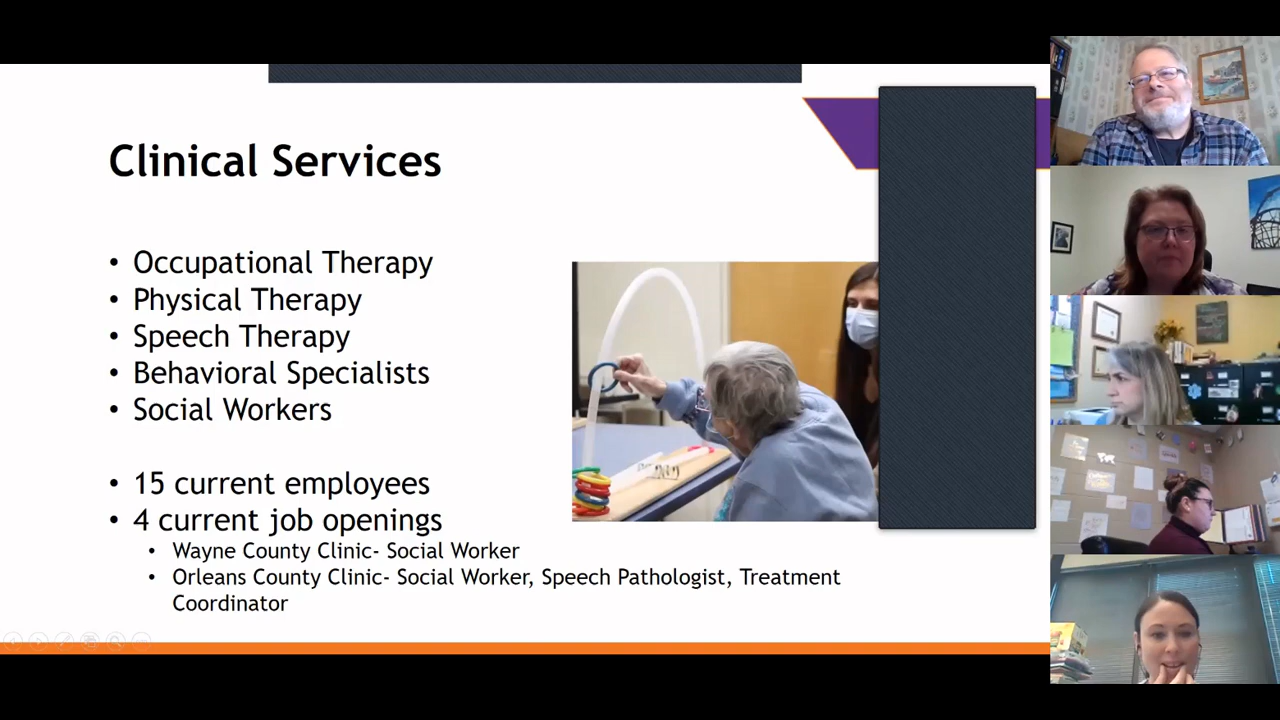 Clinical Services
• Occupational Therapy
• Physical Therapy
• Speech Therapy
• Behavioral Specialists
• Social Workers
• 15 current employees
• 4 current job openings
• Wayne County Clinic- Social Worker
• Orleans County Clinic- Social Worker, Speech Pathologist, Treatment
Coordinator